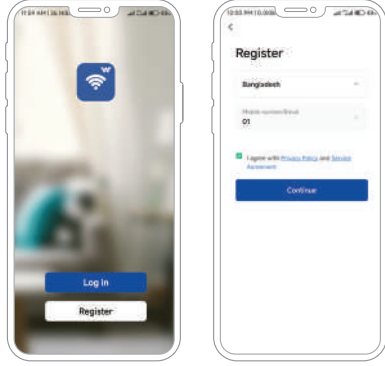 W
Log In
Register
Register
Bangladesh
Mobile number/Email
01
I agree with Privacy Policy and Service
Agreement
Continue